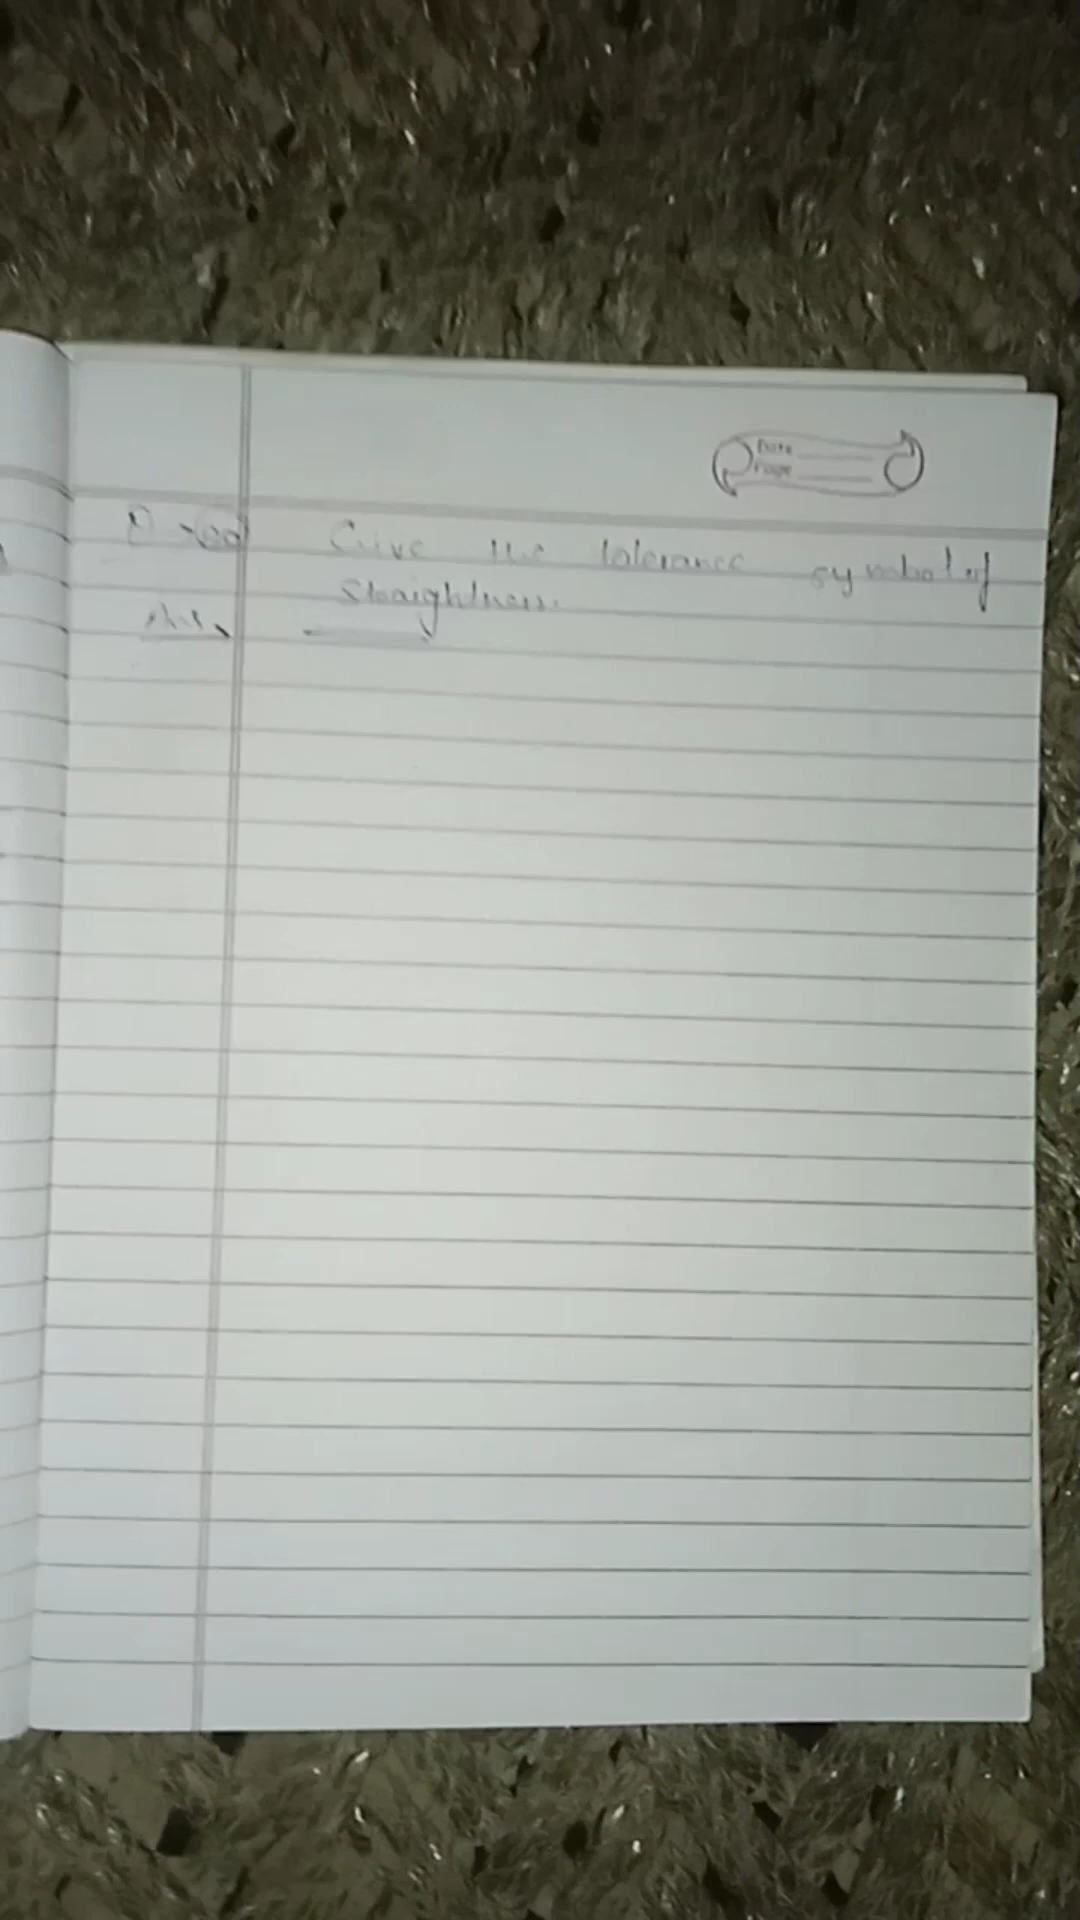 Date
Page
Give the tolerance symbol of
Straightness.
Ans.